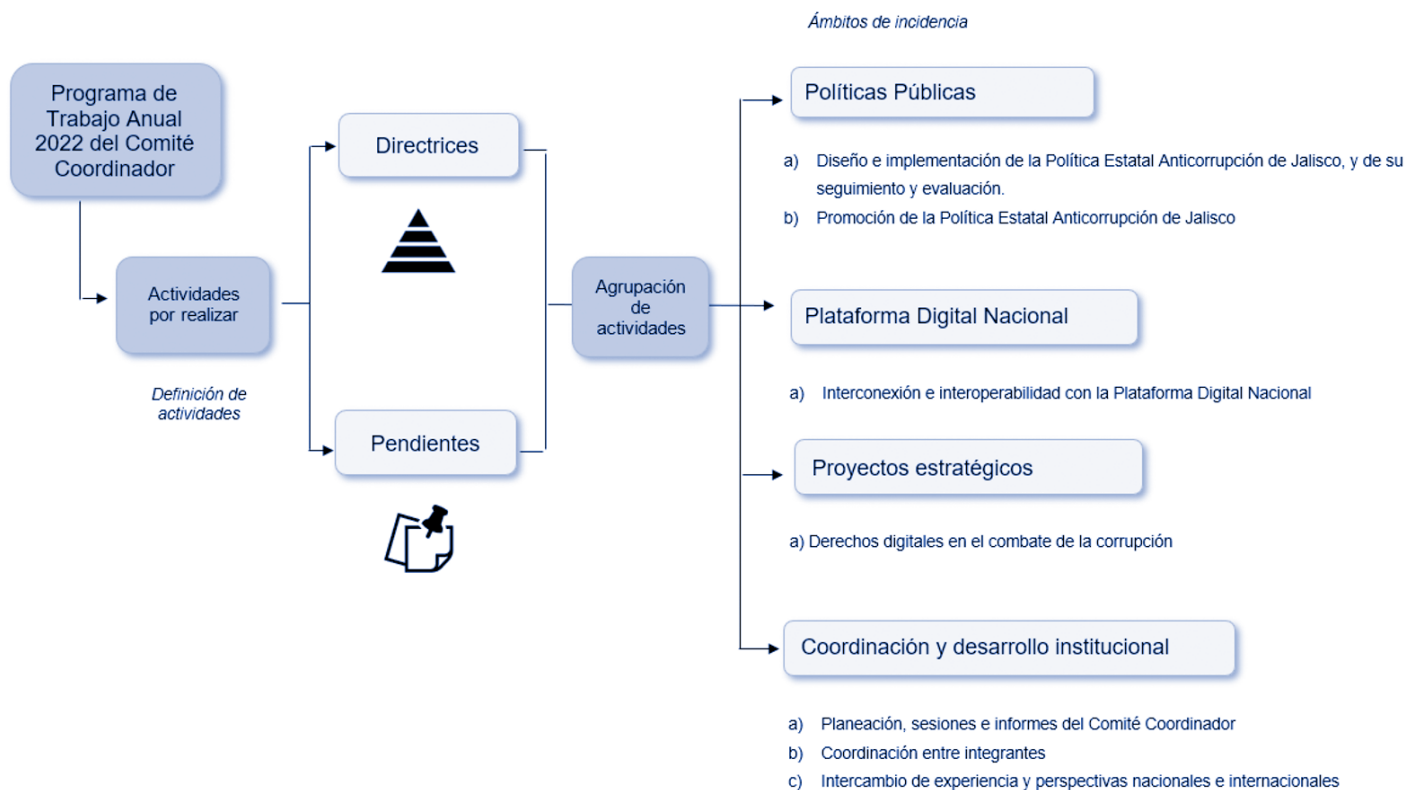 Ámbitos de incidencia
Programa de
Trabajo Anual
2022 del Comité
Coordinador
Actividades
por realizar
Definición de
actividades
Directrices
Pendientes
Agrupación
de
actividades
Políticas Públicas
a) Diseño e implementación de la Política Estatal Anticorrupción de Jalisco, y de su
seguimiento y evaluación.
b) Promoción de la Política Estatal Anticorrupción de Jalisco
Plataforma Digital Nacional
a) Interconexión e interoperabilidad con la Plataforma Digital Nacional
Proyectos estratégicos
a) Derechos digitales en el combate de la corrupción
Coordinación y desarrollo institucional
a) Planeación, sesiones e informes del Comité Coordinador
b) Coordinación entre integrantes
c) Intercambio de experiencia y perspectivas nacionales e internacionales